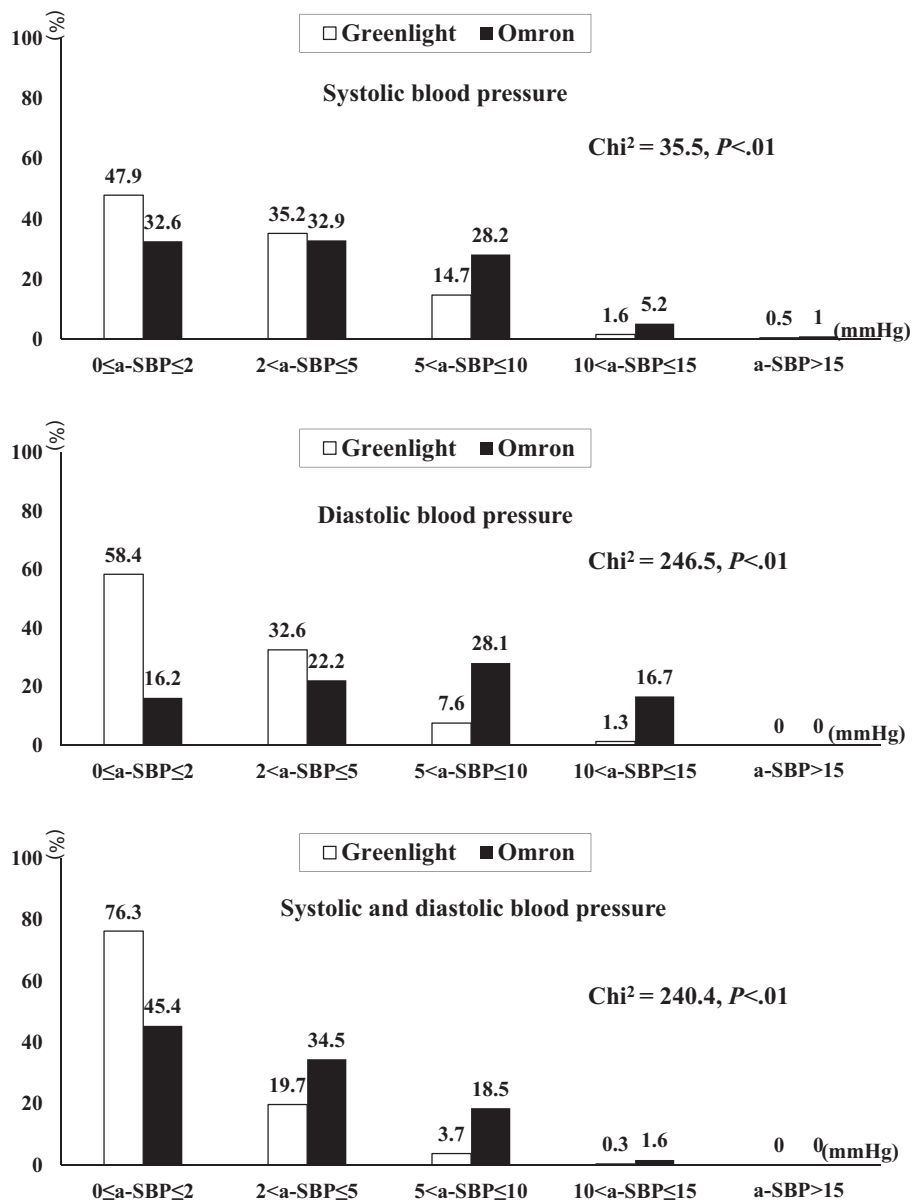 (%)
Greenlight Omron
100
Systolic blood pressure
80
Chi² = 35.5, P<.01
60
47.9 32.6 35.2 32.9 14.7 28.2 1.6 5.2 0.5 1
40
20
0
(mmHg)
0≤a-SBP≤2 2<a-SBP≤5 5<a-SBP≤10 10<a-SBP≤15 a-SBP>15
(%)
Greenlight Omron
100
Diastolic blood pressure
80
Chi² = 246.5, P<.01
60
58.4 16.2 32.6 22.2 7.6 28.1 1.3 16.7 0 0
40
20
0
(mmHg)
0≤a-SBP≤2 2<a-SBP≤5 5<a-SBP≤10 10<a-SBP≤15 a-SBP>15
(%)
Greenlight Omron
100
Systolic and diastolic blood pressure
80
76.3 45.4 19.7 34.5 3.7 18.5 0.3 1.6 0 0
Chi² = 240.4, P<.01
60
40
20
0
(mmHg)
0≤a-SBP≤2 2<a-SBP≤5 5<a-SBP≤10 10<a-SBP≤15 a-SBP>15